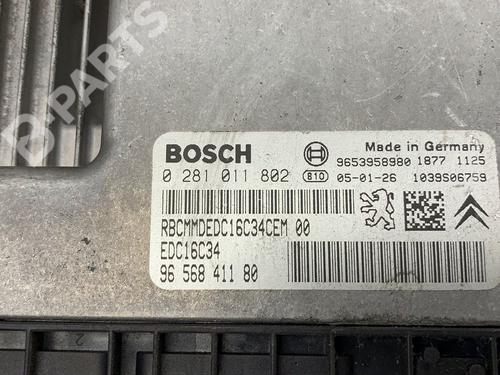 B-PARTS
BOSCH
Made in Germany
0 281 011 802
810
9653958980 1877 1125
05-01-26 1039S06759
RBCMMDEDC16C34CEM 00
EDC16C34
96 568 411 80